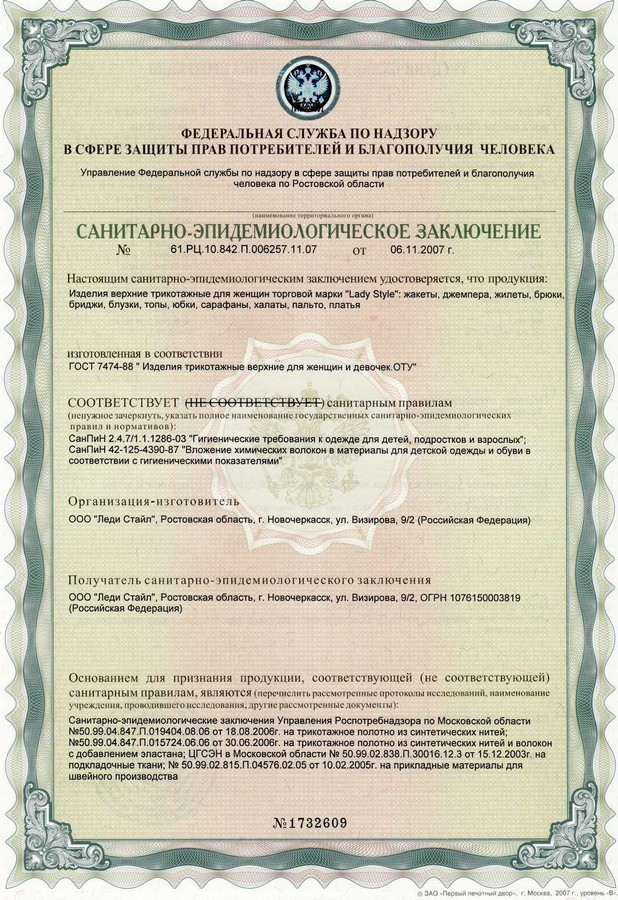 ФЕДЕРАЛЬНАЯ СЛУЖБА ПО НАДЗОРУ
В СФЕРЕ ЗАЩИТЫ ПРАВ ПОТРЕБИТЕЛЕЙ И БЛАГОПОЛУЧИЯ ЧЕЛОВЕКА
Управление Федеральной службы по надзору в сфере защиты прав потребителей и благополучия
человека по Ростовской области
(наименование территориального органа)
САНИТАРНО-ЭПИДЕМИОЛОГИЧЕСКОЕ ЗАКЛЮЧЕНИЕ
№ 61.РЦ.10.842.П.006257.11.07 от 06.11.2007 г.
Настоящим санитарно-эпидемиологическим заключением удостоверяется, что продукция:
Изделия верхние трикотажные для женщин торговой марки "Lady Style": жакеты, джемпера, жилеты, брюки,
бриджи, блузки, топы, юбки, сарафаны, халаты, пальто, платья
изготовленная в соответствии
ГОСТ 7474-88 " Изделия трикотажные верхние для женщин и девочек.ОТУ"
СООТВЕТСТВУЕТ (НЕ СООТВЕТСТВУЕТ) санитарным правилам
(ненужное зачеркнуть, указать полное наименование государственных санитарно-эпидемиологических
правил и нормативов):
СанПиН 2.4.7/1.1.1286-03 "Гигиенические требования к одежде для детей, подростков и взрослых";
СанПиН 42-125-4390-87 "Вложение химических волокон в материалы для детской одежды и обуви в
соответствии с гигиеническими показателями"
Организация-изготовитель
ООО "Леди Стайл", Ростовская область, г. Новочеркасск, ул. Визирова, 9/2 (Российская Федерация)
Получатель санитарно-эпидемиологического заключения
ООО "Леди Стайл", Ростовская область, г. Новочеркасск, ул. Визирова, 9/2, ОГРН 1076150003819
(Российская Федерация)
Основанием для признания продукции, соответствующей (не соответствующей)
санитарным правилам, являются (перечислить рассмотренные протоколы исследований, наименование
учреждения, проводившего исследования, другие рассмотренные документы):
Санитарно-эпидемиологические заключения Управления Роспотребнадзора по Московской области
№50.99.04.847.П.019404.08.06 от 18.08.2006г. на трикотажное полотно из синтетических нитей;
№50.99.04.847.П.015724.06.06 от 30.06.2006г. на трикотажное полотно из синтетических нитей и волокон
с добавлением эластана; ЦГСЭН в Московской области № 50.99.02.838.П.30016.12.3 от 15.12.2003г. на
подкладочные ткани; № 50.99.02.815.П.04576.02.05 от 10.02.2005г. на прикладные материалы для
швейного производства
№1732609
© ЗАО «Первый печатный двор», г. Москва, 2007 г., уровень «В»